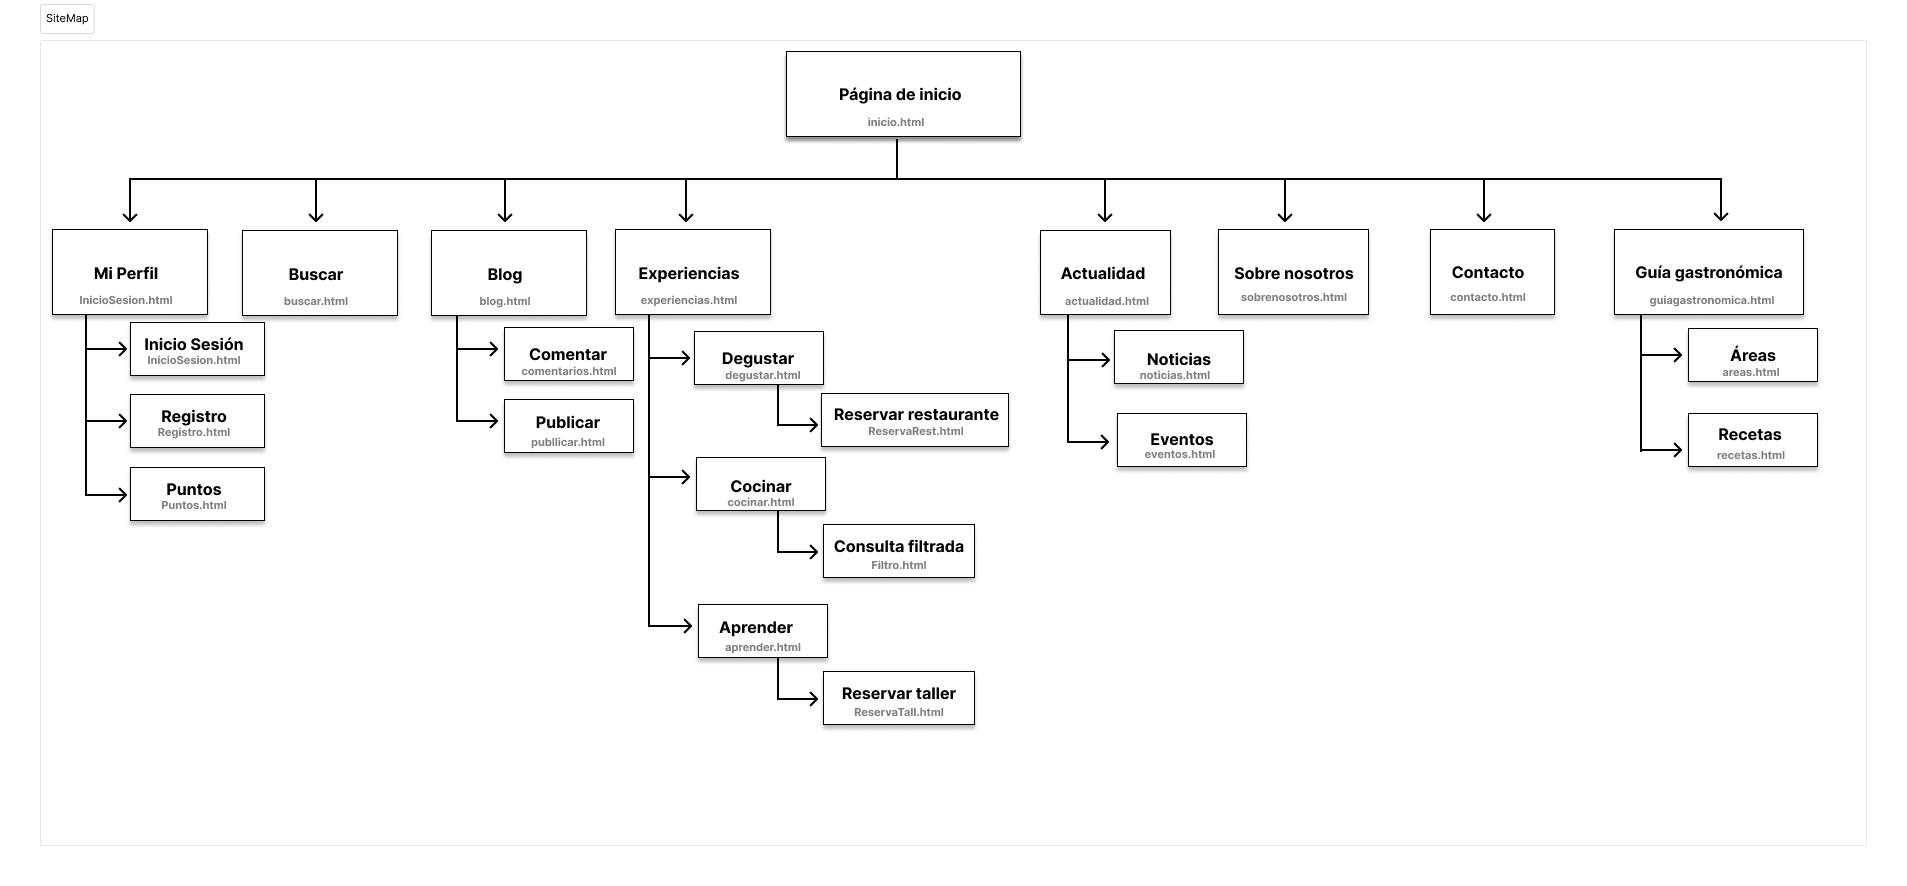 SiteMap
Página de inicio
inicio.html
Mi Perfil
InicioSesion.html
Buscar
buscar.html
Blog
blog.html
Experiencias
experiencias.html
Actualidad
actualidad.html
Sobre nosotros
sobrenosotros.html
Contacto
contacto.html
Guía gastronómica
guiagastronomica.html
Inicio Sesión
InicioSesion.html
Registro
Registro.html
Puntos
Puntos.html
Comentar
comentarios.html
Publicar
publlicar.html
Degustar
degustar.html
Reservar restaurante
ReservaRest.html
Cocinar
cocinar.html
Consulta filtrada
Filtro.html
Aprender
aprender.html
Reservar taller
ReservaTall.html
Noticias
noticias.html
Eventos
eventos.html
Áreas
areas.html
Recetas
recetas.html